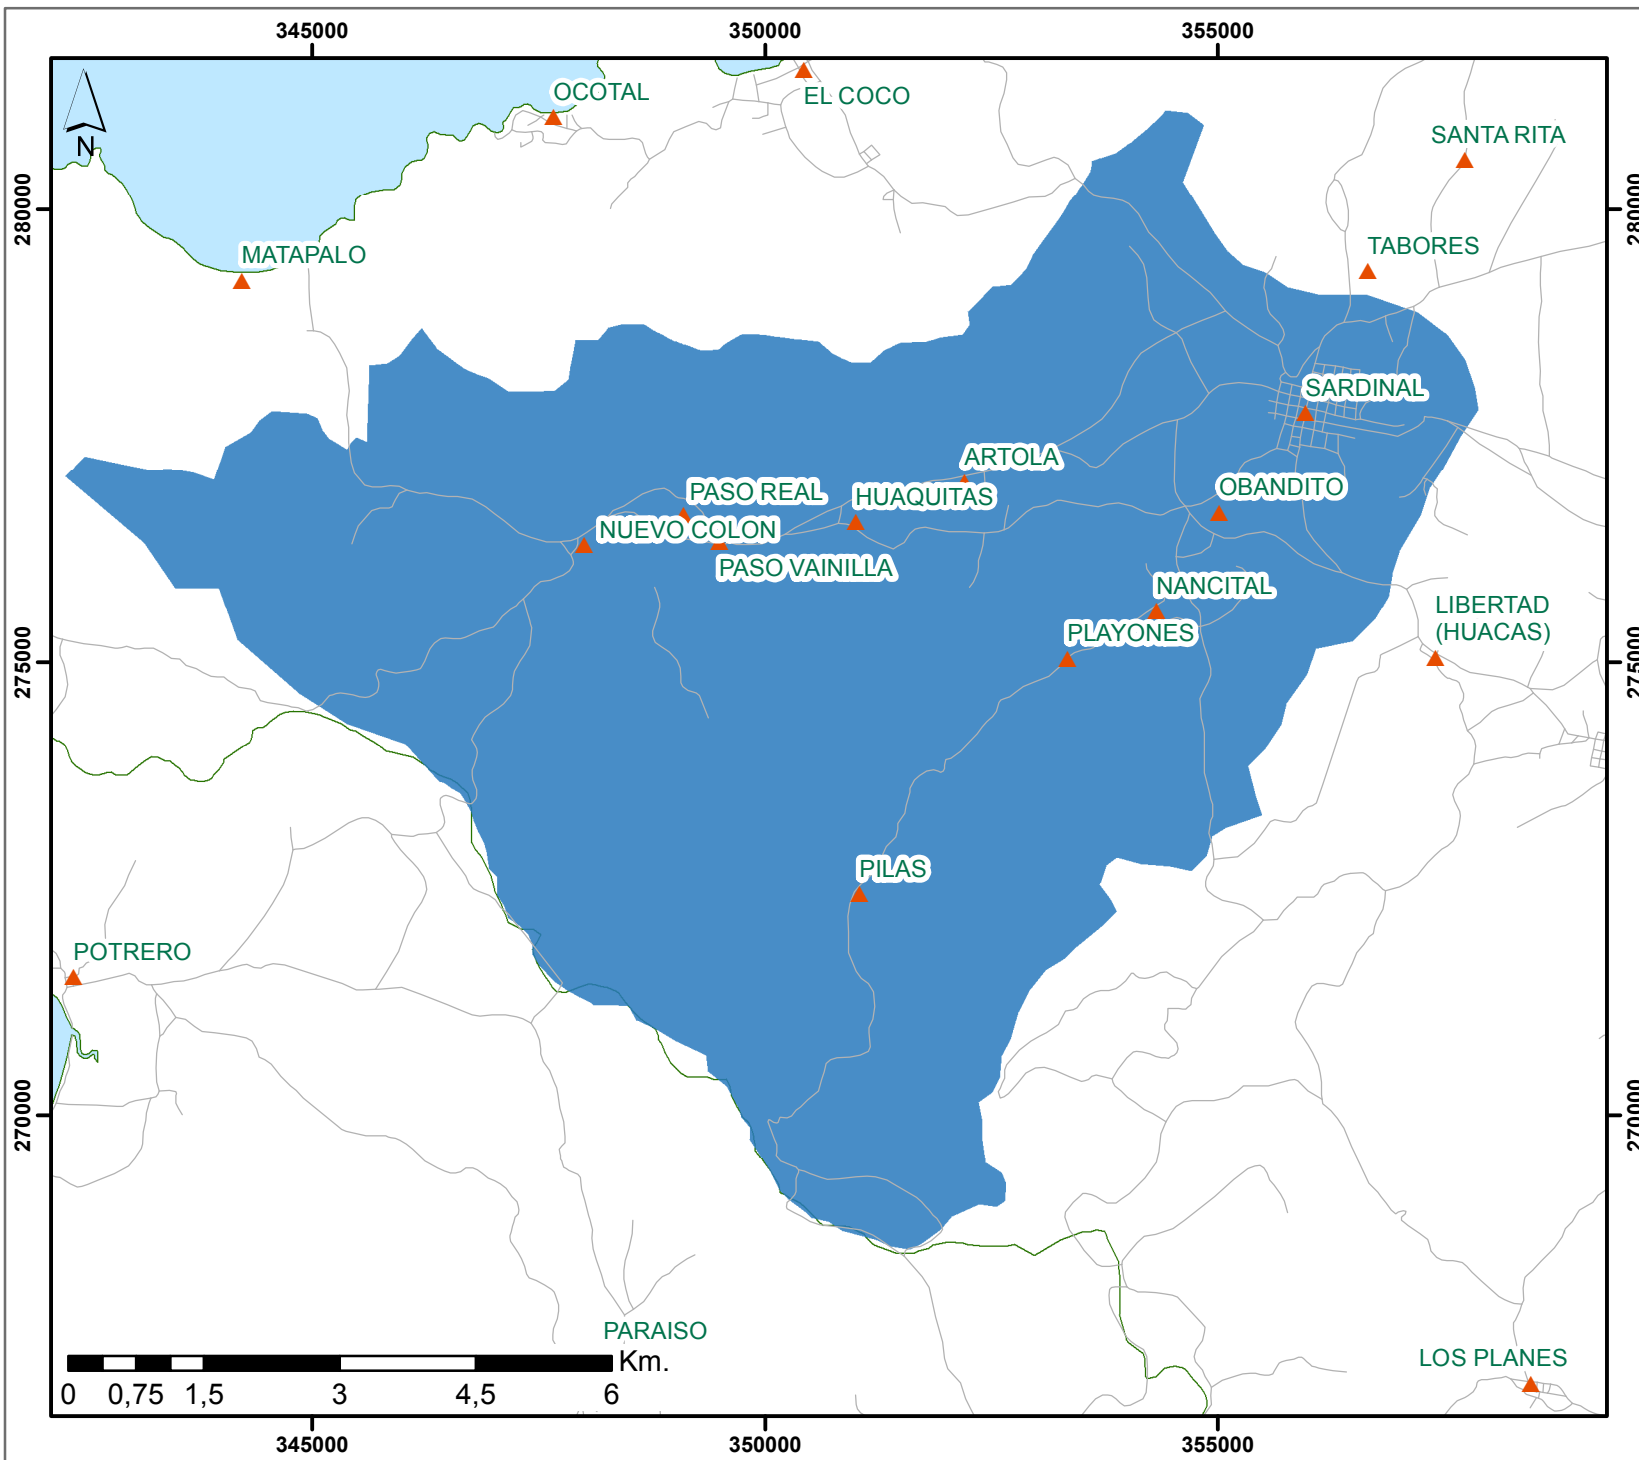 345000
350000
355000
OCOTAL
EL COCO
N
SANTA RITA
280000
280000
MATAPALO
TABORES
SARDINAL
ARTOLA
PASO REAL
HUAQUITAS
OBANDITO
NUEVO COLON
PASO VAINILLA
NANCITAL
LIBERTAD
(HUACAS)
PLAYONES
275000
275000
PILAS
POTRERO
270000
270000
PARAISO
LOS PLANES
Km.
0 0,75 1,5 3 4,5 6
345000
350000
355000